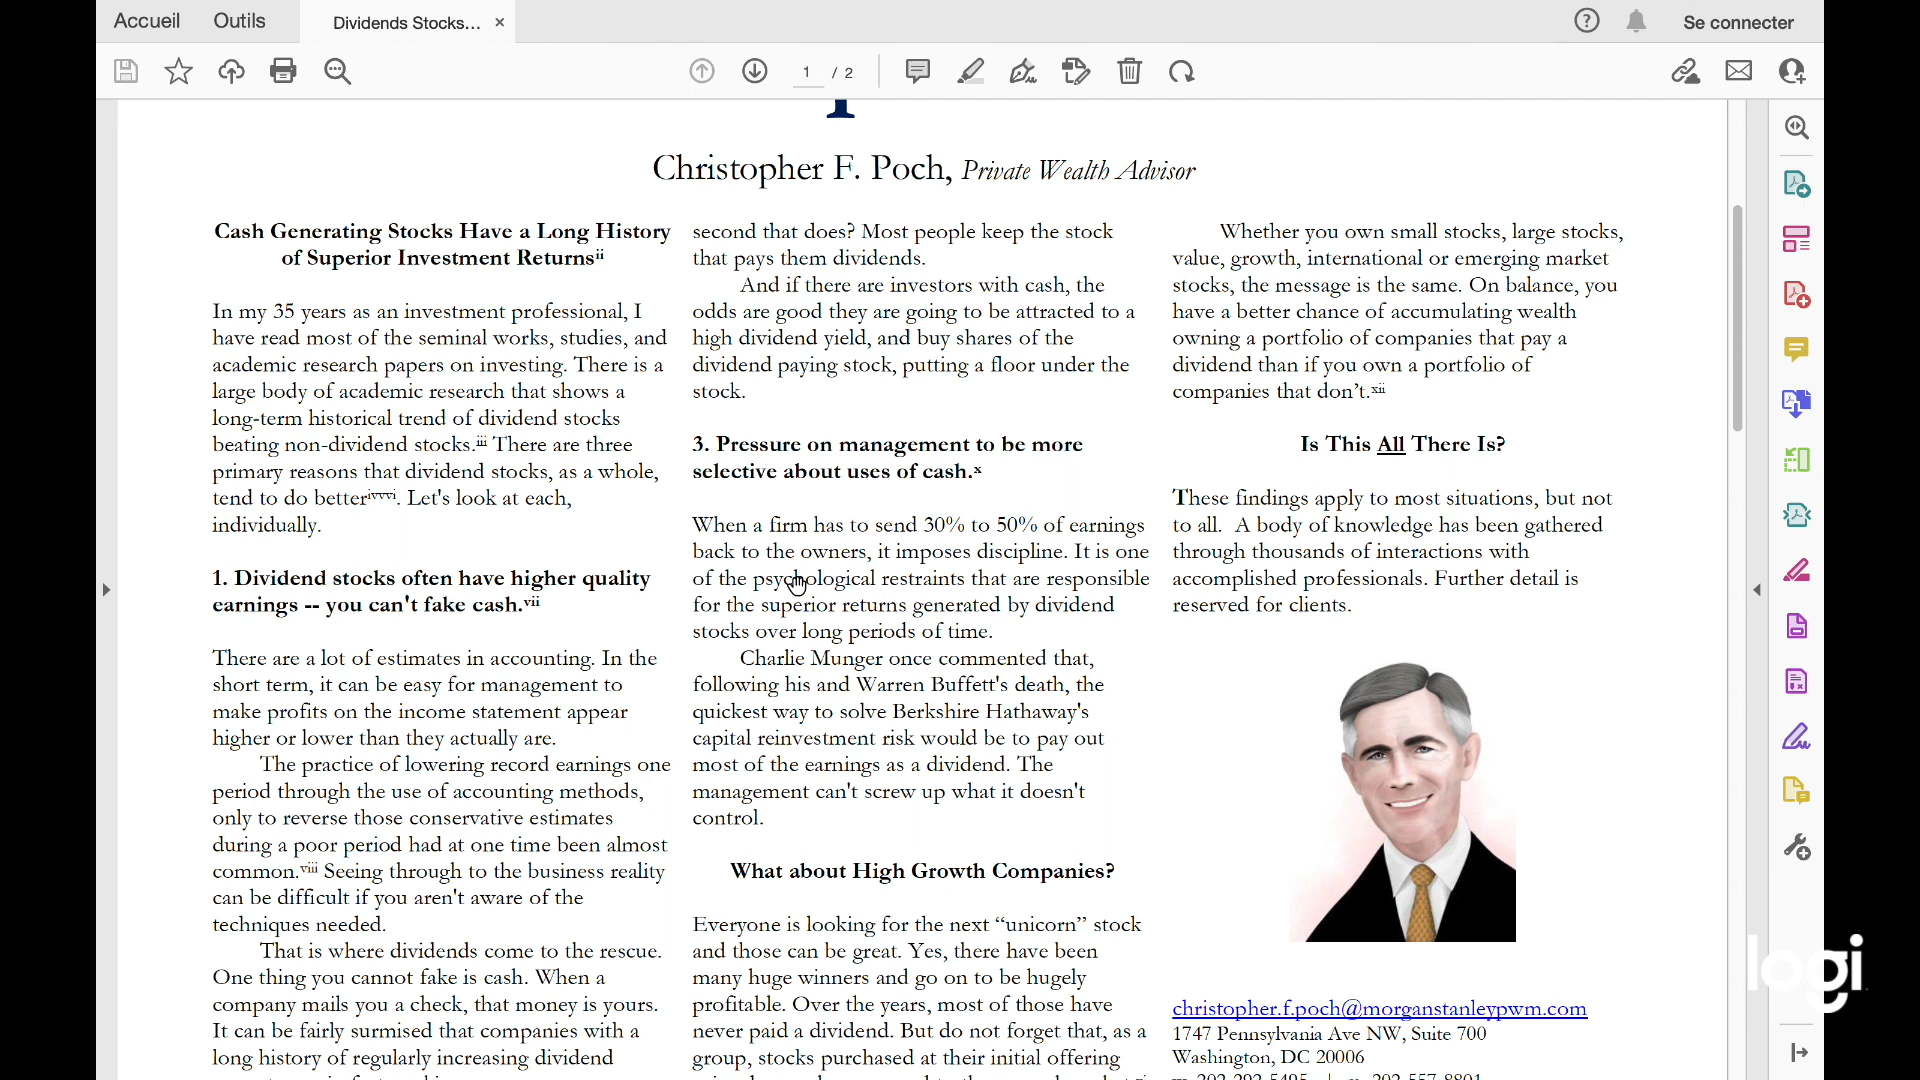 Accueil
Outils
Dividends Stocks...
Se connecter
1 / 2
Christopher F. Poch, Private Wealth Advisor
Cash Generating Stocks Have a Long History
of Superior Investment Returnsii
In my 35 years as an investment professional, I
have read most of the seminal works, studies, and
academic research papers on investing. There is a
large body of academic research that shows a
long-term historical trend of dividend stocks
beating non-dividend stocks.iii There are three
primary reasons that dividend stocks, as a whole,
tend to do betterivvvi. Let's look at each,
individually.
1. Dividend stocks often have higher quality
earnings -- you can't fake cash.vii
There are a lot of estimates in accounting. In the
short term, it can be easy for management to
make profits on the income statement appear
higher or lower than they actually are.
The practice of lowering record earnings one
period through the use of accounting methods,
only to reverse those conservative estimates
during a poor period had at one time been almost
common.viii Seeing through to the business reality
can be difficult if you aren't aware of the
techniques needed.
That is where dividends come to the rescue.
One thing you cannot fake is cash. When a
company mails you a check, that money is yours.
It can be fairly surmised that companies with a
long history of regularly increasing dividend
second that does? Most people keep the stock
that pays them dividends.
And if there are investors with cash, the
odds are good they are going to be attracted to a
high dividend yield, and buy shares of the
dividend paying stock, putting a floor under the
stock.
3. Pressure on management to be more
selective about uses of cash.x
When a firm has to send 30% to 50% of earnings
back to the owners, it imposes discipline. It is one
of the psychological restraints that are responsible
for the superior returns generated by dividend
stocks over long periods of time.
Charlie Munger once commented that,
following his and Warren Buffett's death, the
quickest way to solve Berkshire Hathaway's
capital reinvestment risk would be to pay out
most of the earnings as a dividend. The
management can't screw up what it doesn't
control.
What about High Growth Companies?
Everyone is looking for the next “unicorn” stock
and those can be great. Yes, there have been
many huge winners and go on to be hugely
profitable. Over the years, most of those have
never paid a dividend. But do not forget that, as a
group, stocks purchased at their initial offering
Whether you own small stocks, large stocks,
value, growth, international or emerging market
stocks, the message is the same. On balance, you
have a better chance of accumulating wealth
owning a portfolio of companies that pay a
dividend than if you own a portfolio of
companies that don’t.xii
Is This All There Is?
These findings apply to most situations, but not
to all. A body of knowledge has been gathered
through thousands of interactions with
accomplished professionals. Further detail is
reserved for clients.
christopher.f.poch@morganstanleypwm.com
1747 Pennsylvania Ave NW, Suite 700
Washington, DC 20006
logi